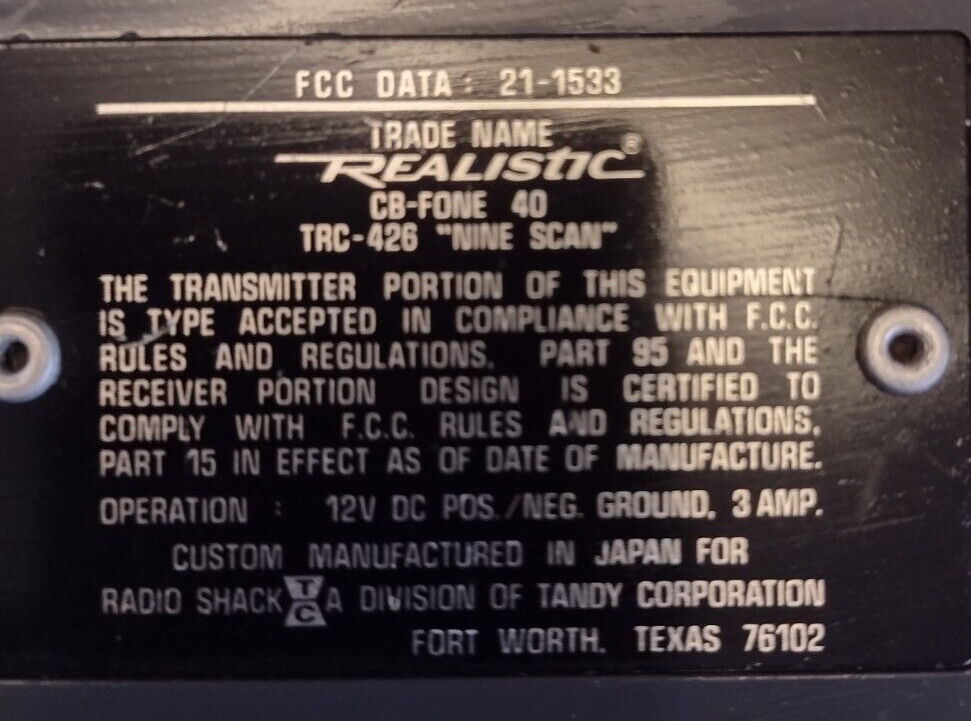 FCC DATA : 21-1533
TRADE NAME
REALISTIC®
CB-FONE 40
TRC-426 "NINE SCAN"
THE TRANSMITTER PORTION OF THIS EQUIPMENT
IS TYPE ACCEPTED IN COMPLIANCE WITH F.C.C.
RULES AND REGULATIONS, PART 95 AND THE
RECEIVER PORTION DESIGN IS CERTIFIED TO
COMPLY WITH F.C.C. RULES AND REGULATIONS,
PART 15 IN EFFECT AS OF DATE OF MANUFACTURE.
OPERATION : 12V DC POS./NEG. GROUND, 3 AMP.
CUSTOM MANUFACTURED IN JAPAN FOR
RADIO SHACK TC A DIVISION OF TANDY CORPORATION
FORT WORTH, TEXAS 76102